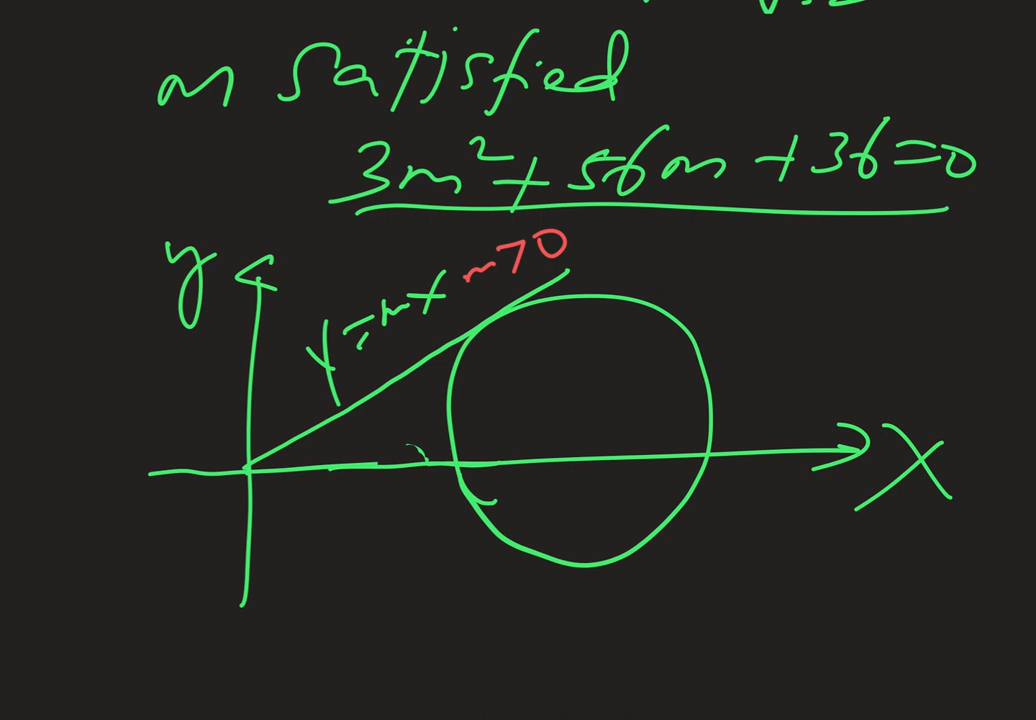 m satisfied
3m²+56m+36=0
y
y=mx
m>0
X